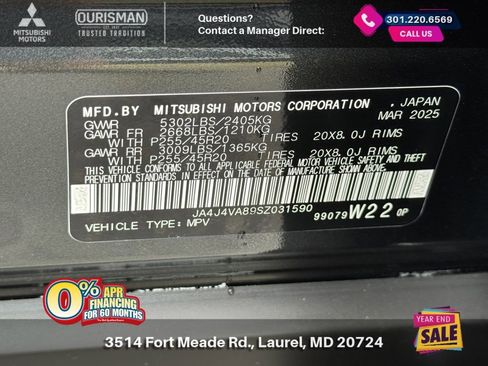 MITSUBISHI MOTORS
OURISMAN
EST. 1921
TRUSTED TRADITION
Questions?
Contact a Manager Direct:
301.220.6569
CALL US
MFD.BY MITSUBISHI MOTORS CORPORATION, JAPAN
GVWR 5302LBS/2405KG MAR 2025
GAWR FR 2668LBS/1210KG
WITH P255/45R20 TIRES 20X8.0J RIMS
GAWR RR 3009LBS/1365KG
WITH P255/45R20 TIRES 20X8.0J RIMS
THIS VEHICLE CONFORMS TO ALL APPLICABLE FEDERAL MOTOR VEHICLE
SAFETY AND THEFT PREVENTION STANDARDS IN EFFECT ON THE DATE OF
MANUFACTURE SHOWN ABOVE.
JA4J4VA89SZ031590
VEHICLE TYPE: MPV 99079 W22 OP
0% APR
FINANCING
FOR 60 MONTHS
YEAR END
SALE
3514 Fort Meade Rd., Laurel, MD 20724